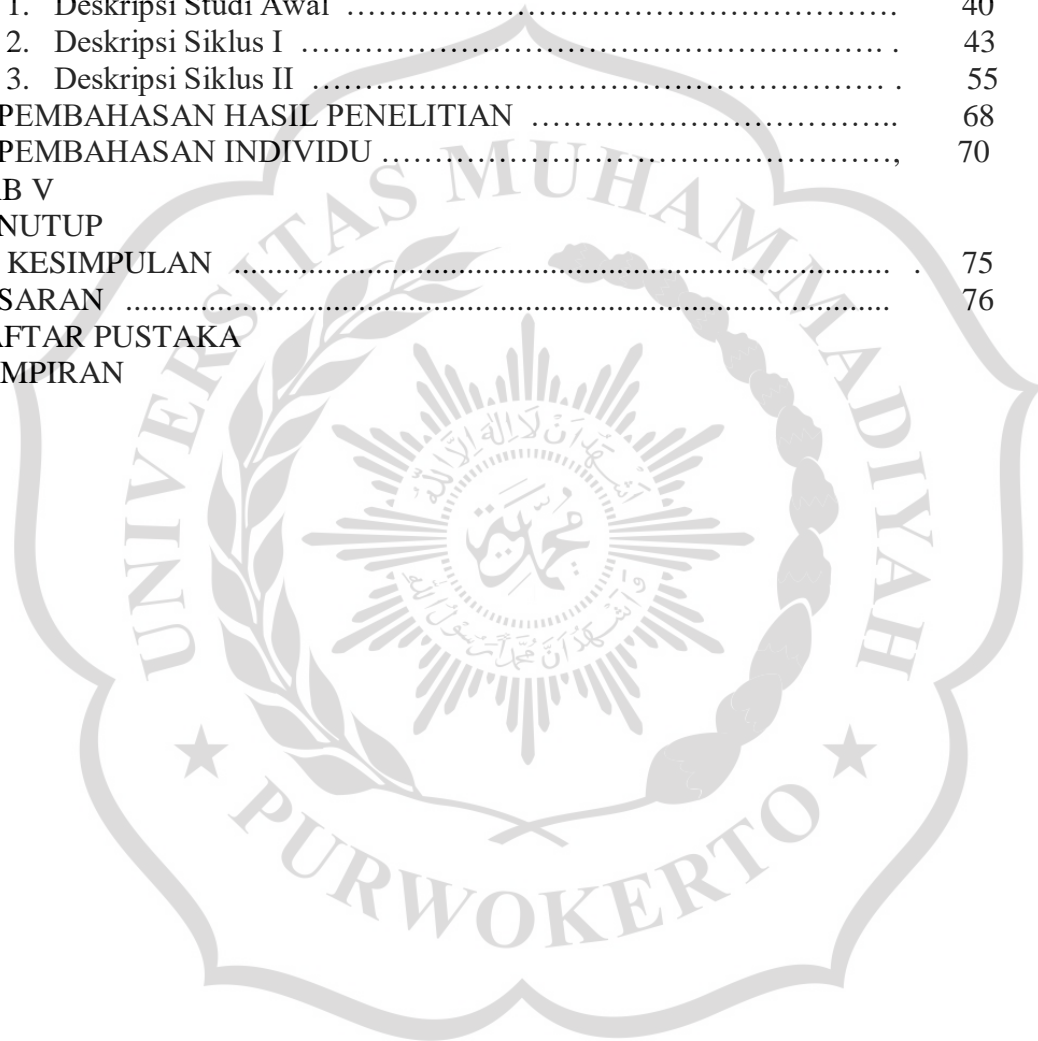 1. Deskripsi Studi Awal ……………………………………………… 40
2. Deskripsi Siklus I ………………………………………………… . 43
3. Deskripsi Siklus II ………………………………………………… . 55
PEMBAHASAN HASIL PENELITIAN …………………………….. 68
PEMBAHASAN INDIVIDU ……………………………………………, 70
AB V
NUTUP
KESIMPULAN .................................................................................. . 75
SARAN .............................................................................................. 76
AFTAR PUSTAKA
MPIRAN
UNIVERSITAS MUHAMMADIYAH
PURWOKERTO